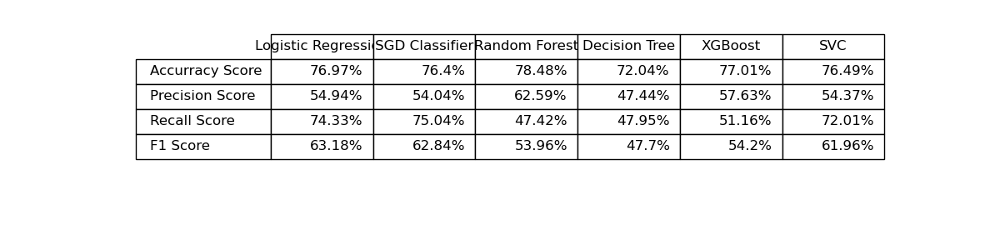 Logistic Regressi SGD Classifier Random Forest Decision Tree XGBoost SVC
Accurracy Score 76.97% 76.4% 78.48% 72.04% 77.01% 76.49%
Precision Score 54.94% 54.04% 62.59% 47.44% 57.63% 54.37%
Recall Score 74.33% 75.04% 47.42% 47.95% 51.16% 72.01%
F1 Score 63.18% 62.84% 53.96% 47.7% 54.2% 61.96%